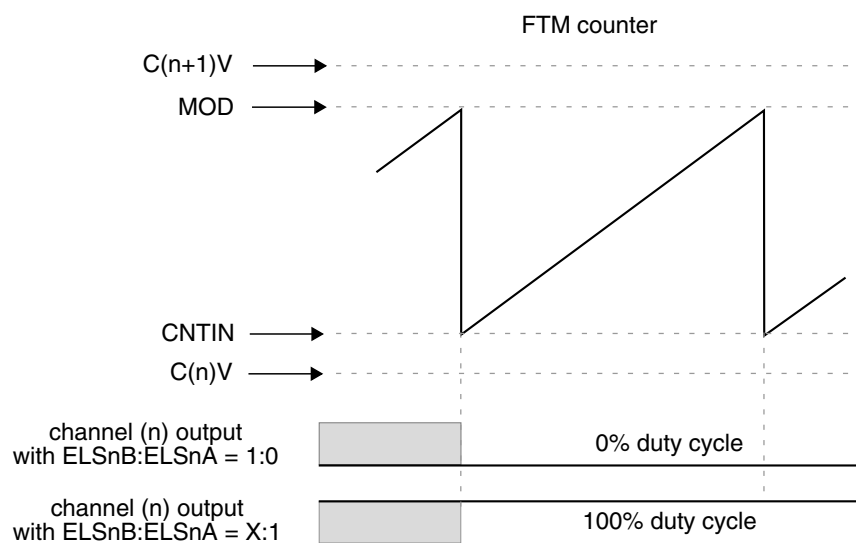 FTM counter
C(n+1)V
MOD
CNTIN
C(n)V
channel (n) output
with ELSnB:ELSnA = 1:0
0% duty cycle
channel (n) output
with ELSnB:ELSnA = X:1
100% duty cycle